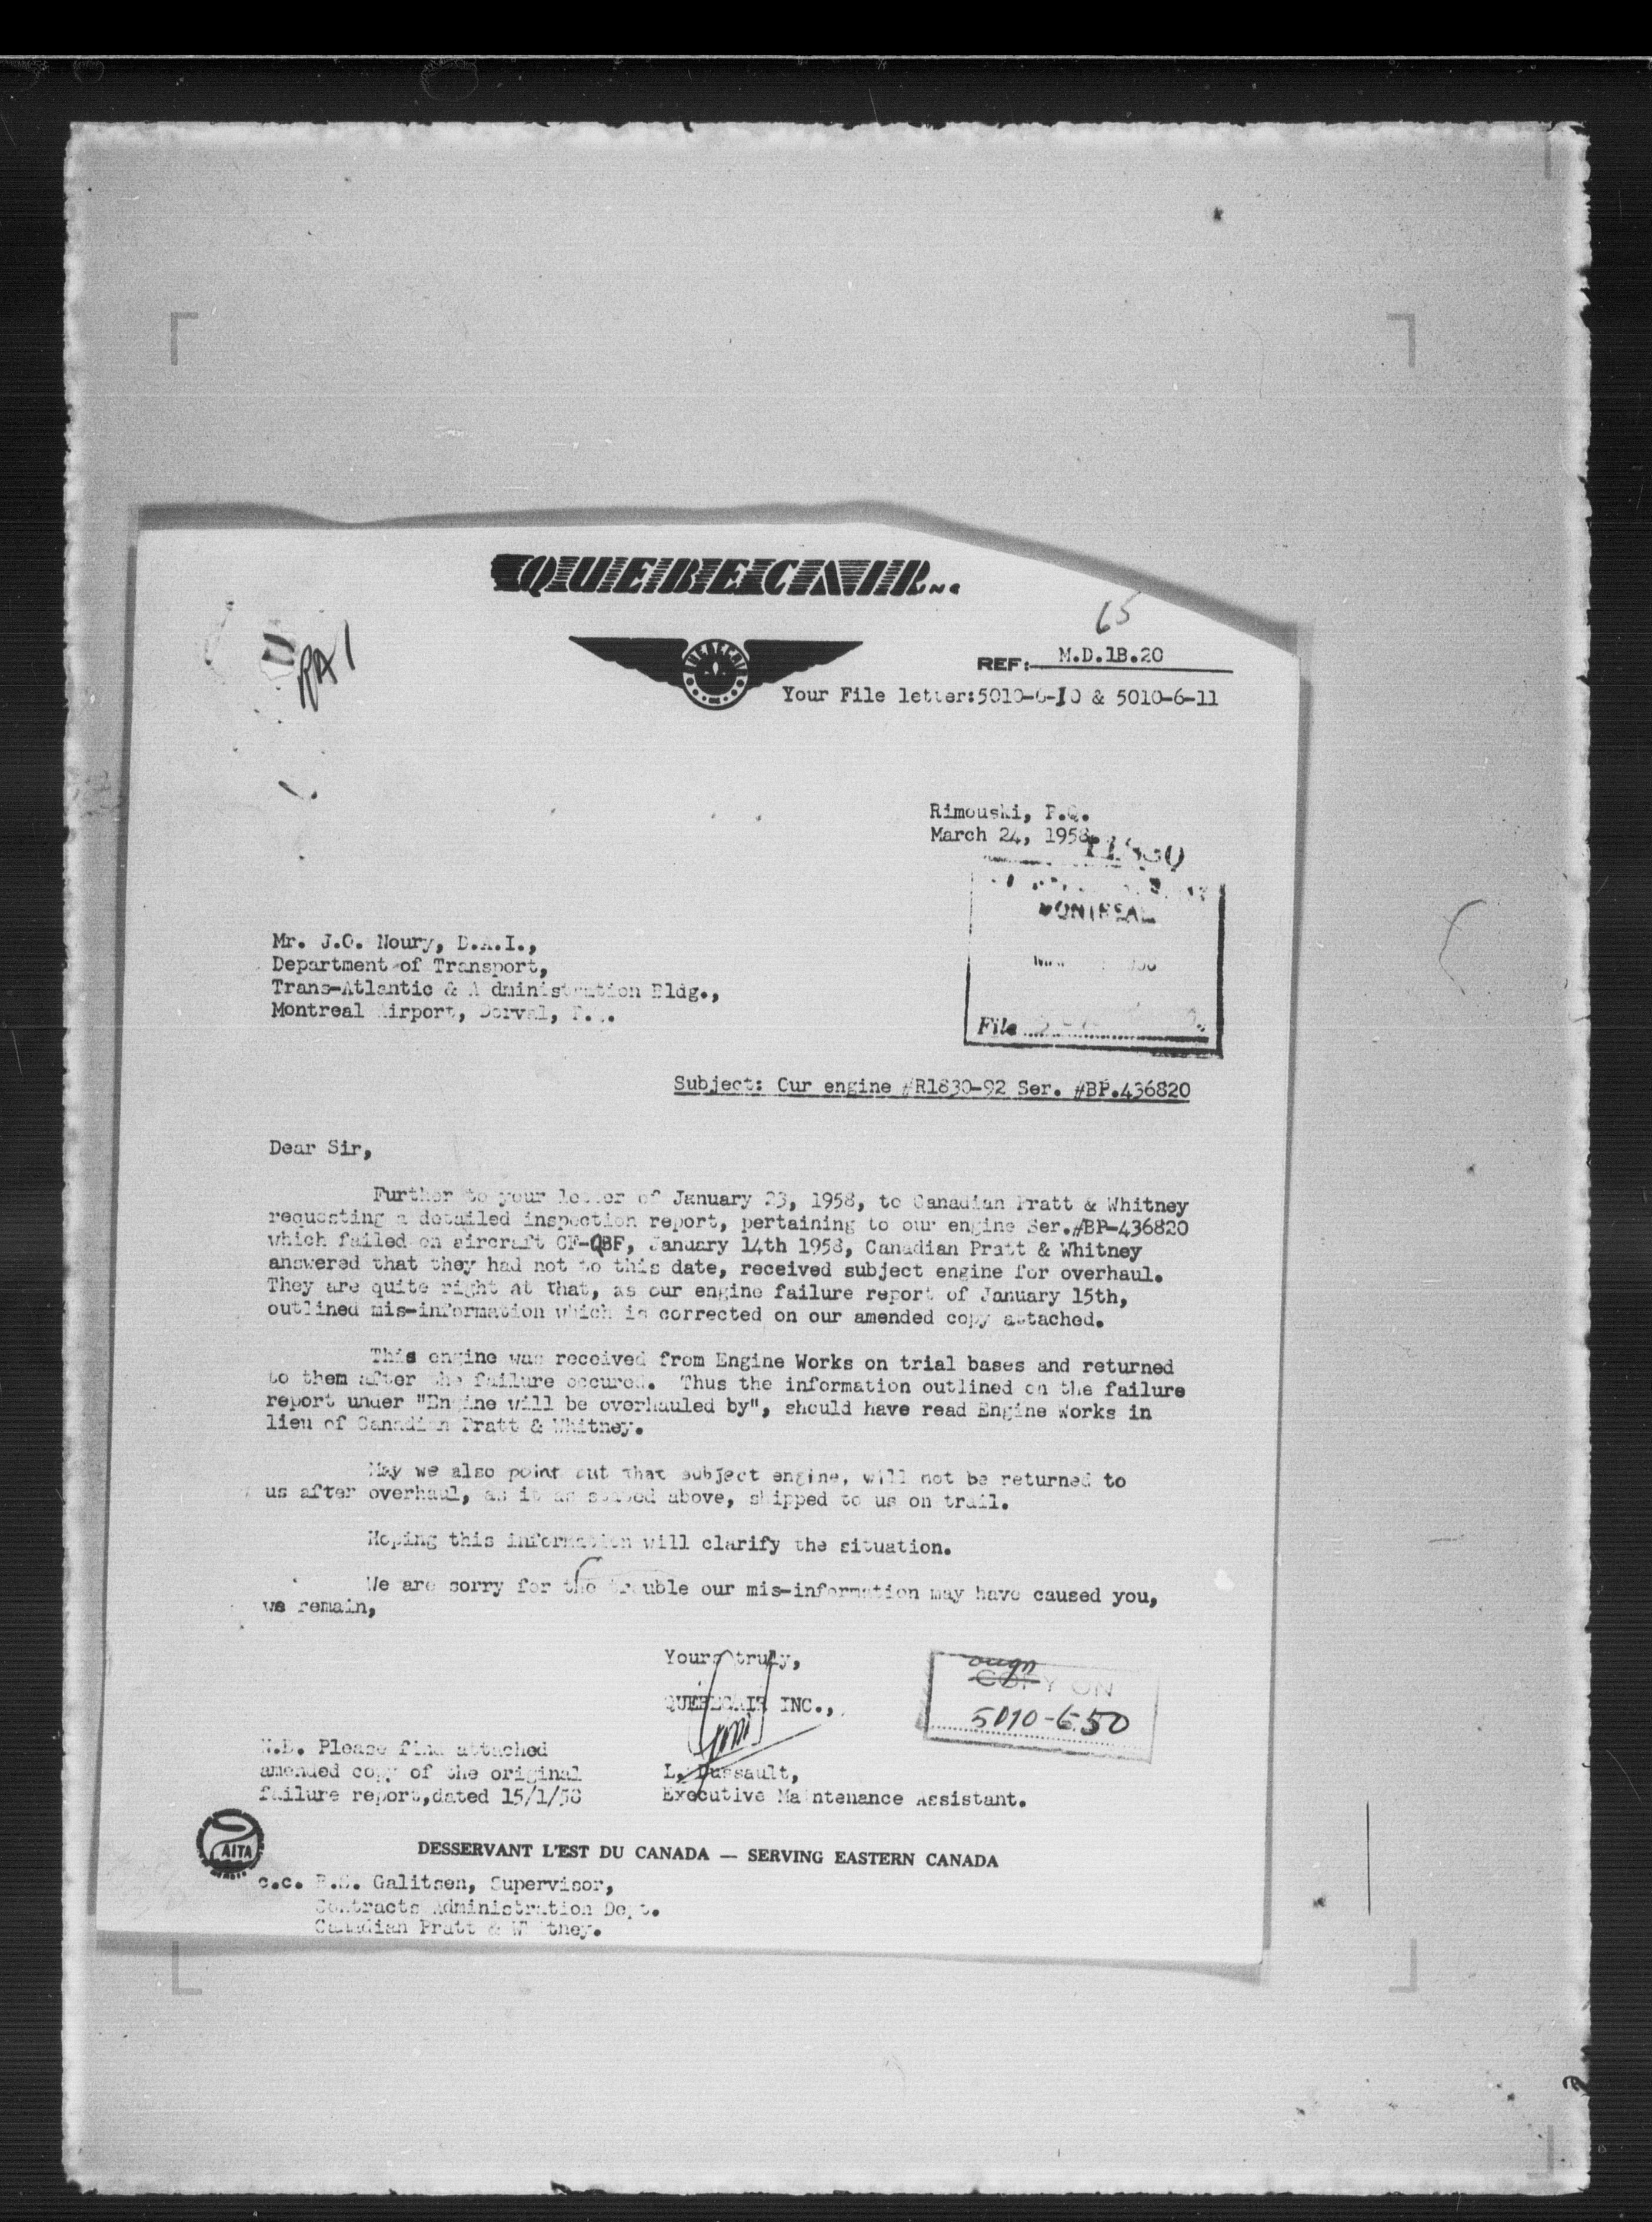 QUEBECAIR INC
65
REF: M.D.1B.20
RA 1
Your File letter:5010-6-10 & 5010-6-11
Rimouski, P.Q.
March 24, 1958
MONTREAL
File
Mr. J.O. Noury, D.A.I.,
Department of Transport,
Trans-Atlantic & A dministration Bldg.,
Montreal Airport, Dorval, P.Q.
Subject: Our engine #R1830-92 Ser. #BP.436820
Dear Sir,
Further to your letter of January 23, 1958, to Canadian Pratt & Whitney
requesting a detailed inspection report, pertaining to our engine Ser.#BP-436820
which failed on aircraft CF-QBF, January 14th 1958, Canadian Pratt & Whitney
answered that they had not to this date, received subject engine for overhaul.
They are quite right at that, as our engine failure report of January 15th,
outlined mis-information which is corrected on our amended copy attached.
This engine was received from Engine Works on trial bases and returned
to them after the failure occured. Thus the information outlined on the failure
report under "Engine will be overhauled by", should have read Engine Works in
lieu of Canadian Pratt & Whitney.
May we also point out that subject engine, will not be returned to
us after overhaul, as it as stated above, shipped to us on trail.
Hoping this information will clarify the situation.
We are sorry for the trouble our mis-information may have caused you,
we remain,
Yours truly,
QUEBECAIR INC.,
orign
COPY ON
5010-650
N.B. Please find attached
amended copy of the original
failure report,dated 15/1/58
L. Dussault,
Executive Maintenance Assistant.
AITA
DESSERVANT L'EST DU CANADA — SERVING EASTERN CANADA
c.c. Galitsen, Supervisor,
Contracts Administration Dept.
Canadian Pratt & Whitney.